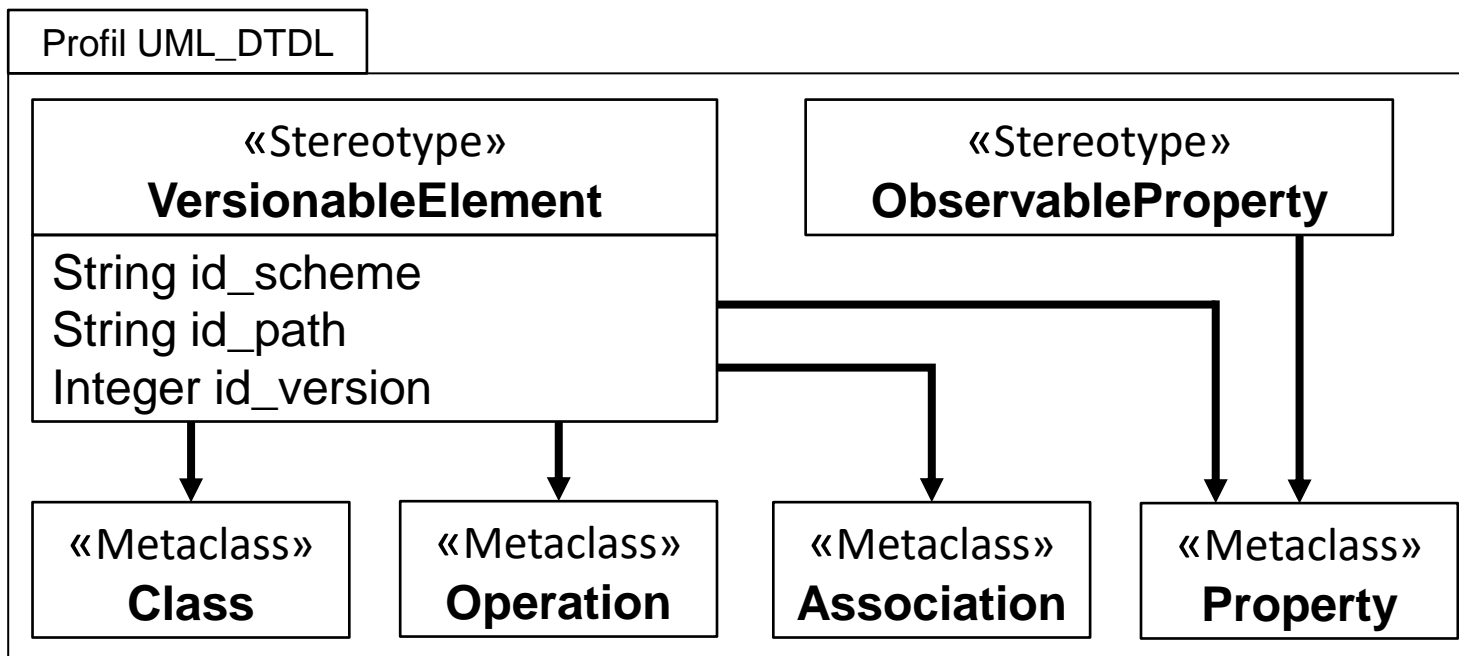 Profil UML_DTDL
«Stereotype»
VersionableElement
String id_scheme
String id_path
Integer id_version
«Stereotype»
ObservableProperty
«Metaclass»
Class
«Metaclass»
Operation
«Metaclass»
Association
«Metaclass»
Property